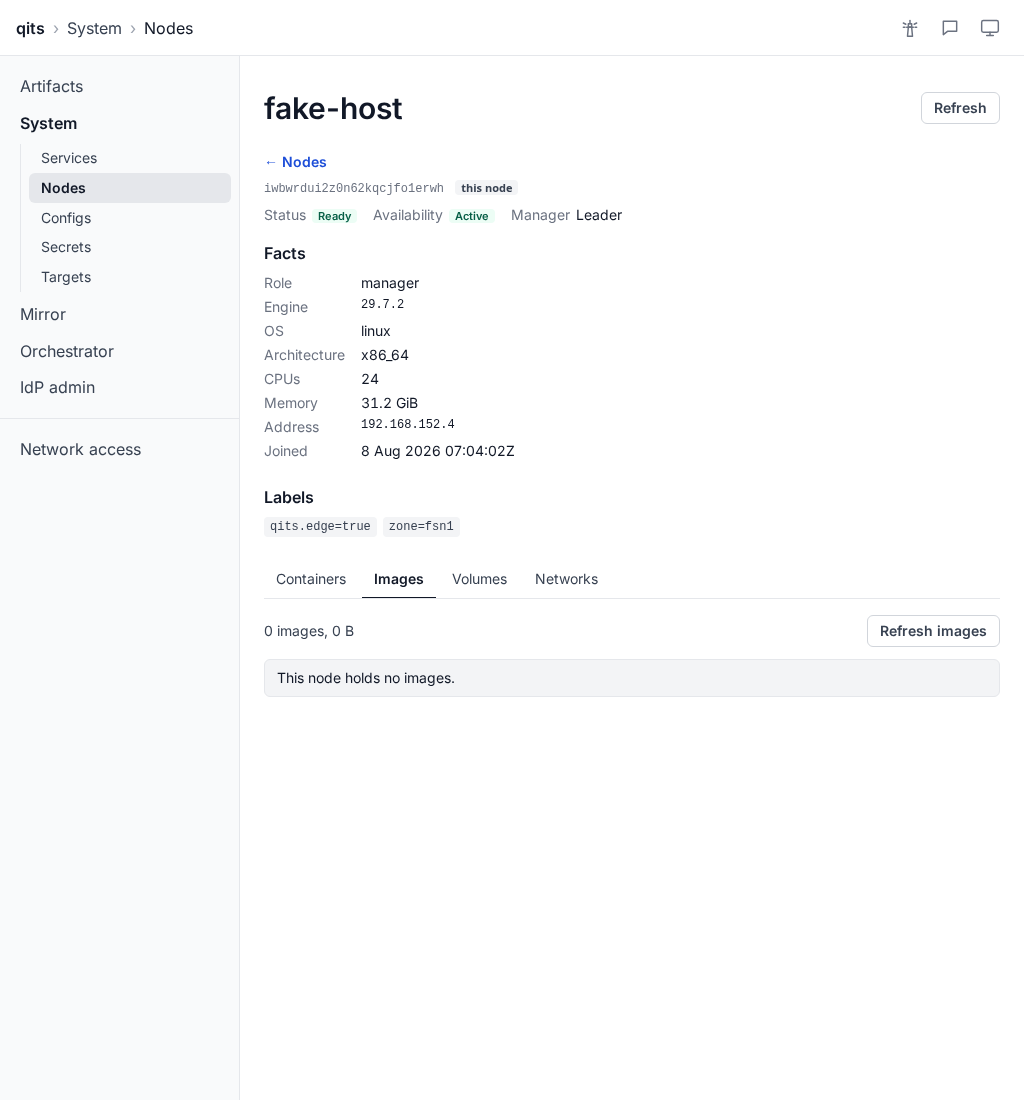 qits › System › Nodes
Artifacts
System
Services
Nodes
Configs
Secrets
Targets
Mirror
Orchestrator
IdP admin
Network access
fake-host
Refresh
← Nodes
iwbwrdui2z0n62kqcjfo1erwh this node
Status Ready Availability Active Manager Leader
Facts
Role manager
Engine 29.7.2
OS linux
Architecture x86_64
CPUs 24
Memory 31.2 GiB
Address 192.168.152.4
Joined 8 Aug 2026 07:04:02Z
Labels
qits.edge=true zone=fsn1
Containers Images Volumes Networks
0 images, 0 B
Refresh images
This node holds no images.